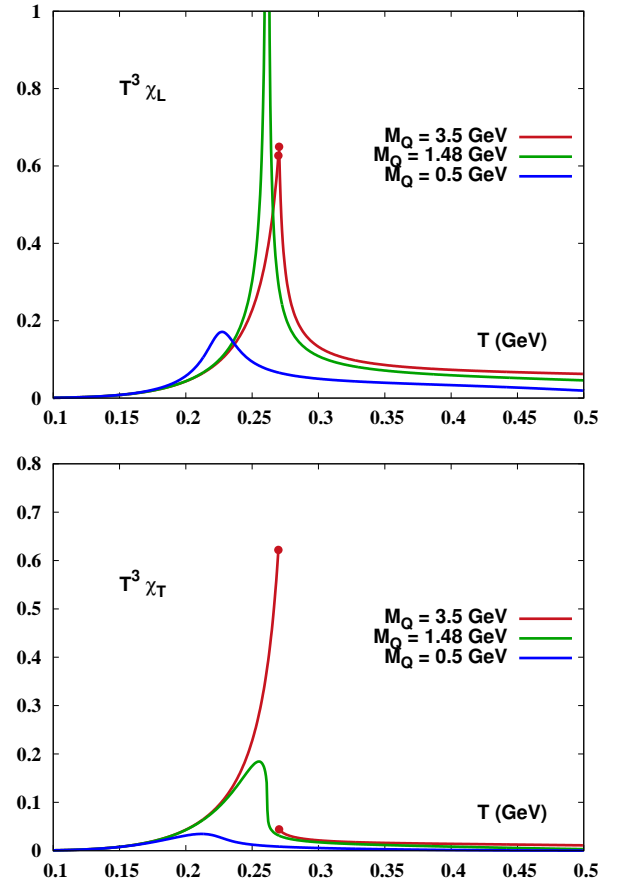 1
0.8
0.6
0.4
0.2
0
T³ χ_L
M_Q = 3.5 GeV
M_Q = 1.48 GeV
M_Q = 0.5 GeV
T (GeV)
0.1 0.15 0.2 0.25 0.3 0.35 0.4 0.45 0.5
0.8
0.7
0.6
0.5
0.4
0.3
0.2
0.1
0
T³ χ_T
M_Q = 3.5 GeV
M_Q = 1.48 GeV
M_Q = 0.5 GeV
T (GeV)
0.1 0.15 0.2 0.25 0.3 0.35 0.4 0.45 0.5